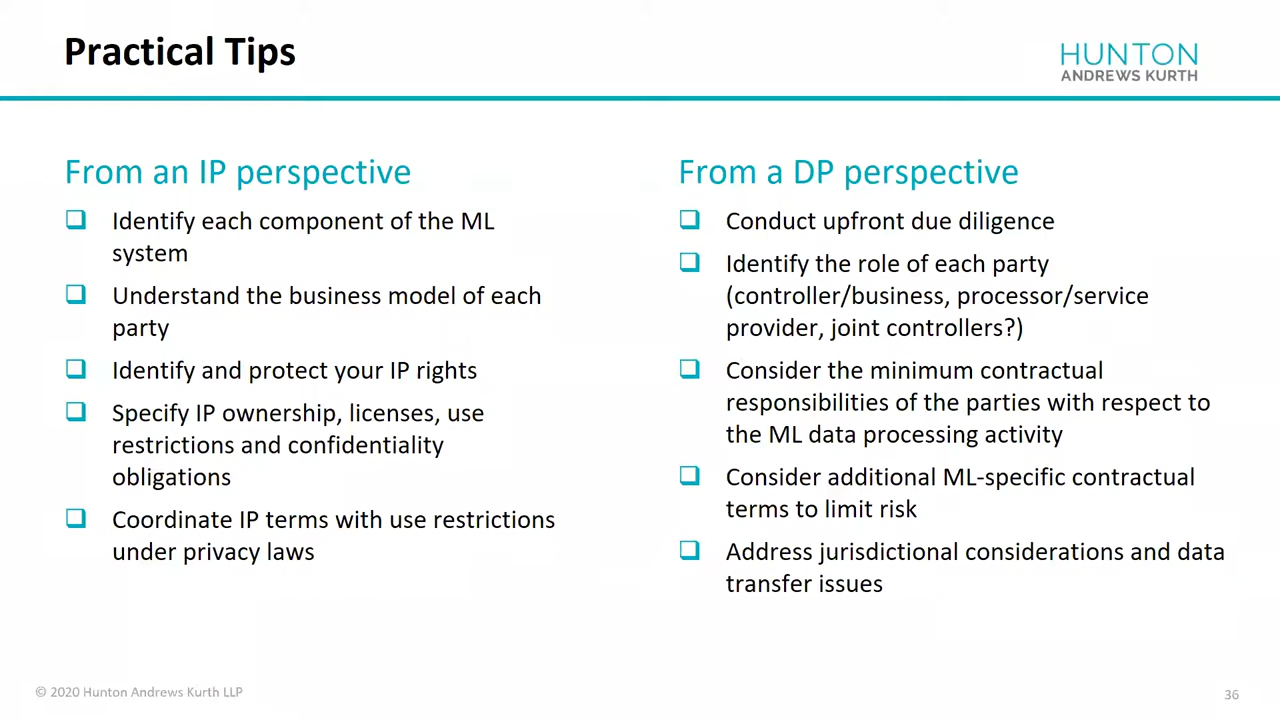 Practical Tips
HUNTON
ANDREWS KURTH
From an IP perspective
Identify each component of the ML
system
Understand the business model of each
party
Identify and protect your IP rights
Specify IP ownership, licenses, use
restrictions and confidentiality
obligations
Coordinate IP terms with use restrictions
under privacy laws
From a DP perspective
Conduct upfront due diligence
Identify the role of each party
(controller/business, processor/service
provider, joint controllers?)
Consider the minimum contractual
responsibilities of the parties with respect to
the ML data processing activity
Consider additional ML-specific contractual
terms to limit risk
Address jurisdictional considerations and data
transfer issues
© 2020 Hunton Andrews Kurth LLP
36